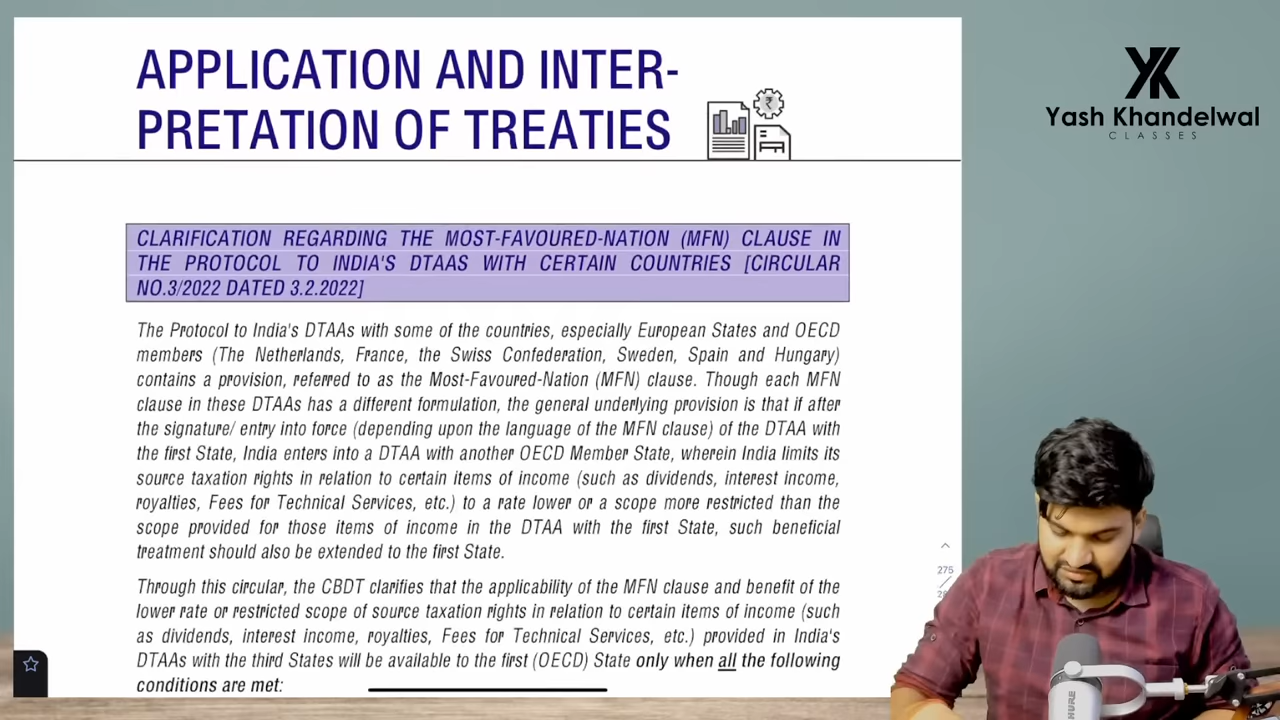 APPLICATION AND INTER-
PRETATION OF TREATIES
Yash Khandelwal
CLASSES
CLARIFICATION REGARDING THE MOST-FAVOURED-NATION (MFN) CLAUSE IN
THE PROTOCOL TO INDIA'S DTAAS WITH CERTAIN COUNTRIES [CIRCULAR
NO.3/2022 DATED 3.2.2022]
The Protocol to India's DTAAs with some of the countries, especially European States and OECD
members (The Netherlands, France, the Swiss Confederation, Sweden, Spain and Hungary)
contains a provision, referred to as the Most-Favoured-Nation (MFN) clause. Though each MFN
clause in these DTAAs has a different formulation, the general underlying provision is that if after
the signature/ entry into force (depending upon the language of the MFN clause) of the DTAA with
the first State, India enters into a DTAA with another OECD Member State, wherein India limits its
source taxation rights in relation to certain items of income (such as dividends, interest income,
royalties, Fees for Technical Services, etc.) to a rate lower or a scope more restricted than the
scope provided for those items of income in the DTAA with the first State, such beneficial
treatment should also be extended to the first State.
Through this circular, the CBDT clarifies that the applicability of the MFN clause and benefit of the
lower rate or restricted scope of source taxation rights in relation to certain items of income (such
as dividends, interest income, royalties, Fees for Technical Services, etc.) provided in India's
DTAAs with the third States will be available to the first (OECD) State only when all the following
conditions are met:
275
/
SHURE